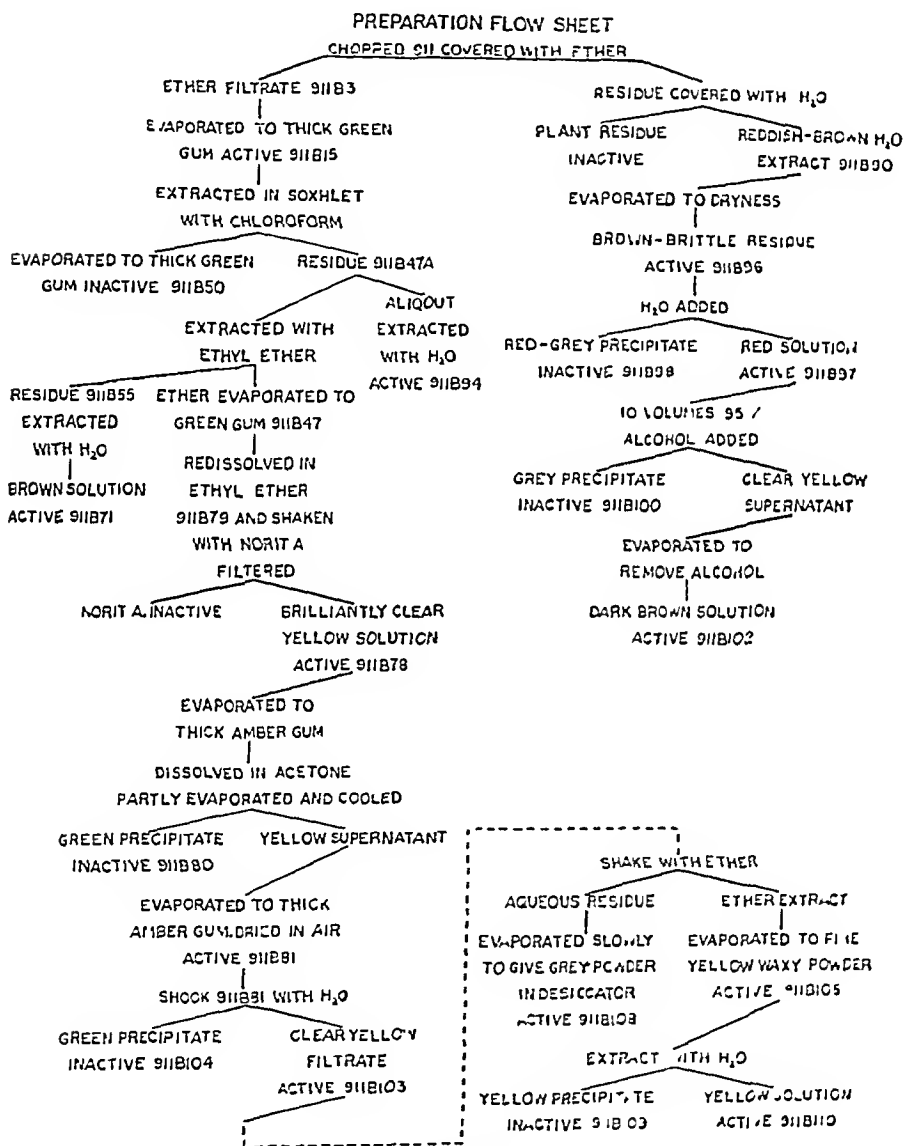 PREPARATION FLOW SHEET
CHOPPED 911 COVERED WITH ETHER
ETHER FILTRATE 911B3
EVAPORATED TO THICK GREEN
GUM ACTIVE 911B15
EXTRACTED IN SOXHLET
WITH CHLOROFORM
EVAPORATED TO THICK GREEN
GUM INACTIVE 911B50
RESIDUE 911B47A
EXTRACTED WITH
ETHYL ETHER
ALIQOUT
EXTRACTED
WITH H₂O
ACTIVE 911B94
RESIDUE 911B55
EXTRACTED
WITH H₂O
BROWN SOLUTION
ACTIVE 911B71
ETHER EVAPORATED TO
GREEN GUM 911B47
REDISSOLVED IN
ETHYL ETHER
911B79 AND SHAKEN
WITH NORIT A
FILTERED
NORIT A. INACTIVE
BRILLIANTLY CLEAR
YELLOW SOLUTION
ACTIVE 911B78
EVAPORATED TO
THICK AMBER GUM
DISSOLVED IN ACETONE
PARTLY EVAPORATED AND COOLED
GREEN PRECIPITATE
INACTIVE 911B80
YELLOW SUPERNATANT
EVAPORATED TO THICK
AMBER GUM.DRIED IN AIR
ACTIVE 911B81
SHOCK 911B81 WITH H₂O
GREEN PRECIPITATE
INACTIVE 911B104
CLEAR YELLOW
FILTRATE
ACTIVE 911B103
RESIDUE COVERED WITH H₂O
PLANT RESIDUE
INACTIVE
REDDISH-BROWN H₂O
EXTRACT 911B90
EVAPORATED TO DRYNESS
BROWN-BRITTLE RESIDUE
ACTIVE 911B96
H₂O ADDED
RED-GREY PRECIPITATE
INACTIVE 911B98
RED SOLUTION
ACTIVE 911B97
10 VOLUMES 95 /
ALCOHOL ADDED
GREY PRECIPITATE
INACTIVE 911B100
CLEAR YELLOW
SUPERNATANT
EVAPORATED TO
REMOVE ALCOHOL
DARK BROWN SOLUTION
ACTIVE 911B102
SHAKE WITH ETHER
AQUEOUS RESIDUE
EVAPORATED SLOWLY
TO GIVE GREY POWDER
IN DESICCATOR
ACTIVE 911B108
ETHER EXTRACT
EVAPORATED TO FINE
YELLOW WAXY POWDER
ACTIVE 911B105
EXTRACT WITH H₂O
YELLOW PRECIPITATE
INACTIVE
YELLOW SOLUTION
ACTIVE 911B110